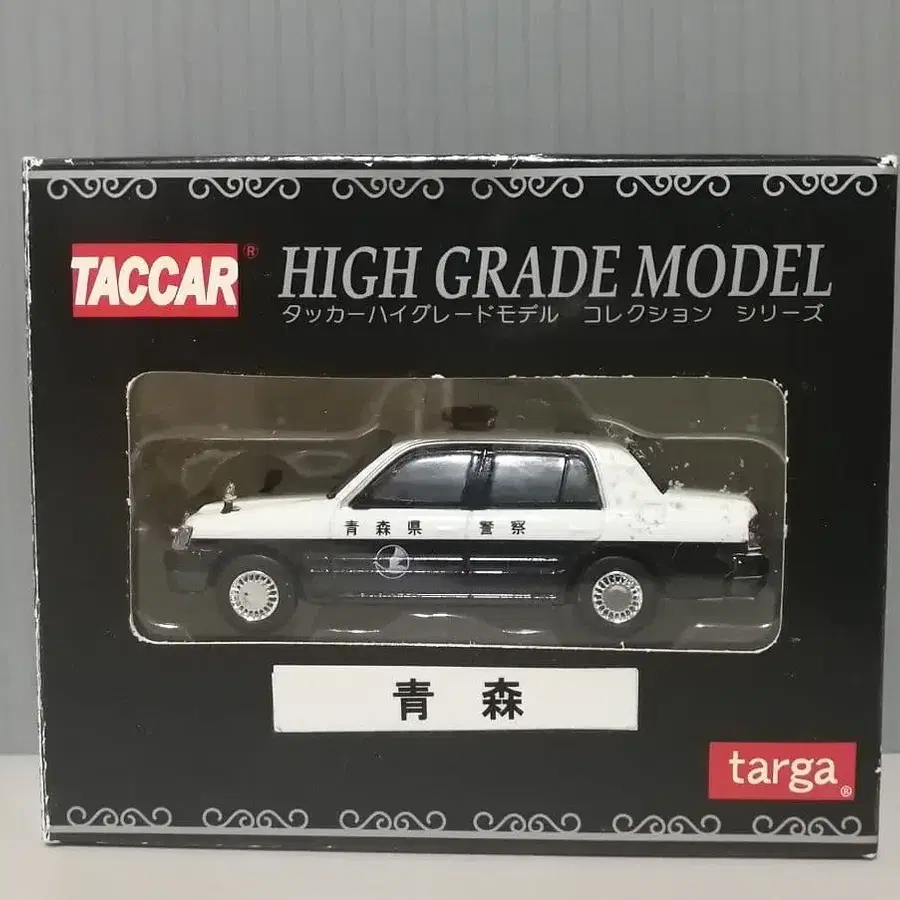 TACCAR®
HIGH GRADE MODEL
タッカーハイグレードモデル コレクション シリーズ
青森県 警察
青 森
targa®